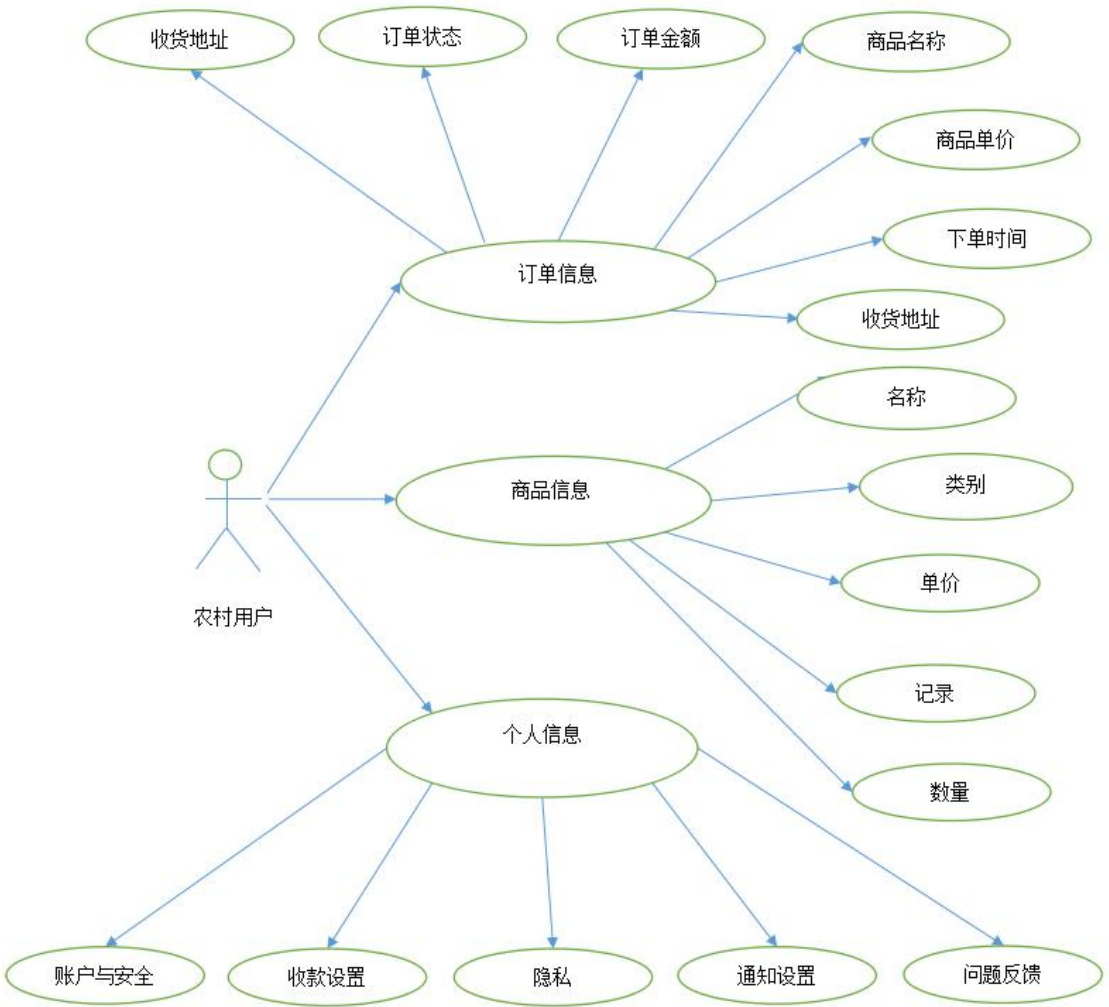 收货地址
订单状态
订单金额
商品名称
商品单价
下单时间
订单信息
收货地址
名称
商品信息
类别
单价
农村用户
记录
个人信息
数量
账户与安全
收款设置
隐私
通知设置
问题反馈